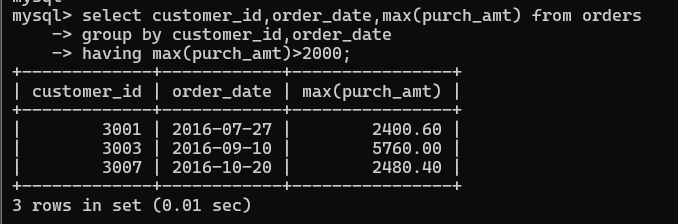 mysql> select customer_id,order_date,max(purch_amt) from orders
    -> group by customer_id,order_date
    -> having max(purch_amt)>2000;
+-------------+------------+----------------+
| customer_id | order_date | max(purch_amt) |
+-------------+------------+----------------+
|        3001 | 2016-07-27 |        2400.60 |
|        3003 | 2016-09-10 |        5760.00 |
|        3007 | 2016-10-20 |        2480.40 |
+-------------+------------+----------------+
3 rows in set (0.01 sec)